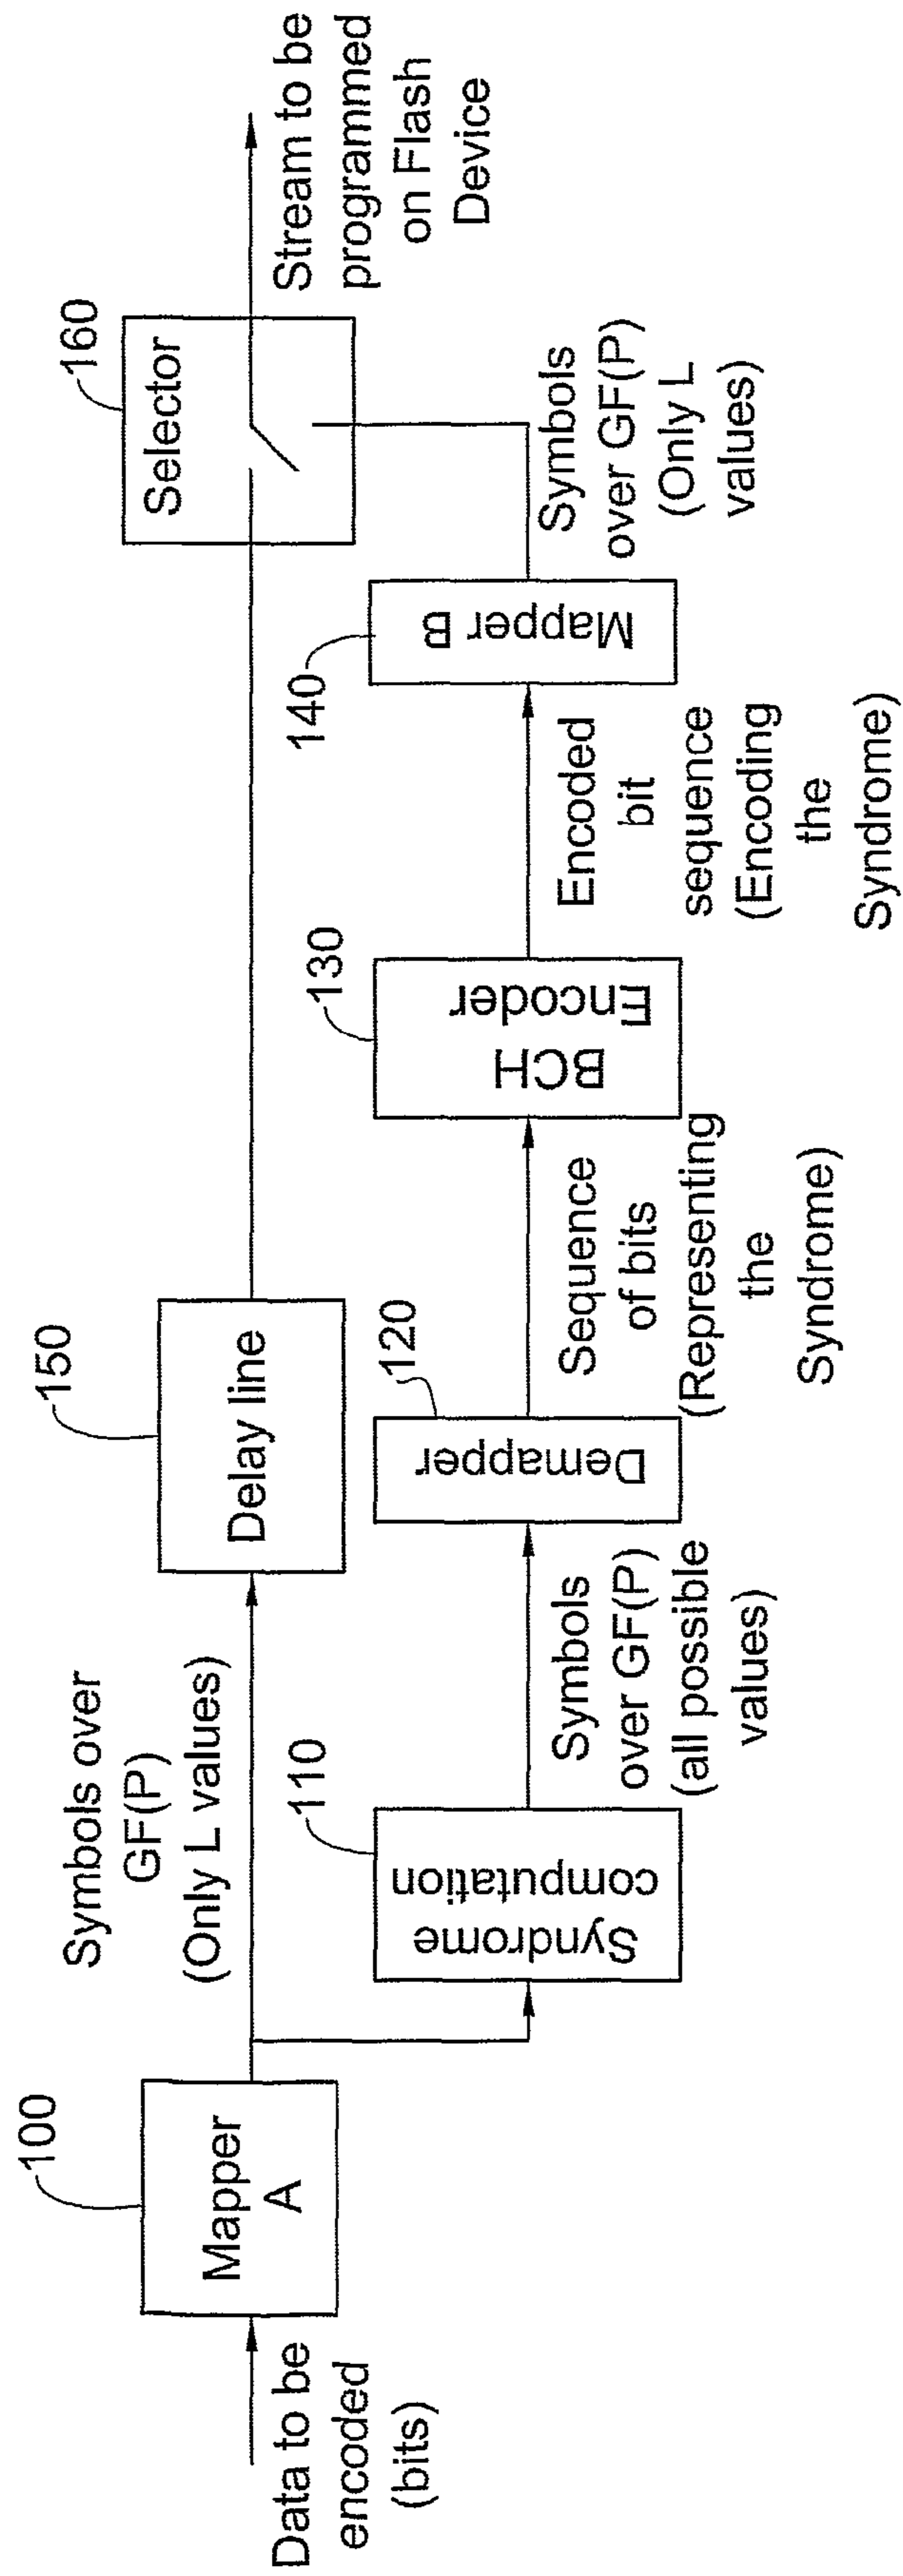 Data to be
encoded
(bits)
100
Mapper
A
Symbols over
GF(P)
(Only L values)
150
Delay line
160
Selector
Stream to be
programmed
on Flash
Device
110
Syndrome
computation
Symbols
over GF(P)
(all possible
values)
120
Demapper
Sequence
of bits
(Representing
the
Syndrome)
130
BCH
Encoder
Encoded
bit
sequence
(Encoding
the
Syndrome)
140
Mapper B
Symbols
over GF(P)
(Only L
values)